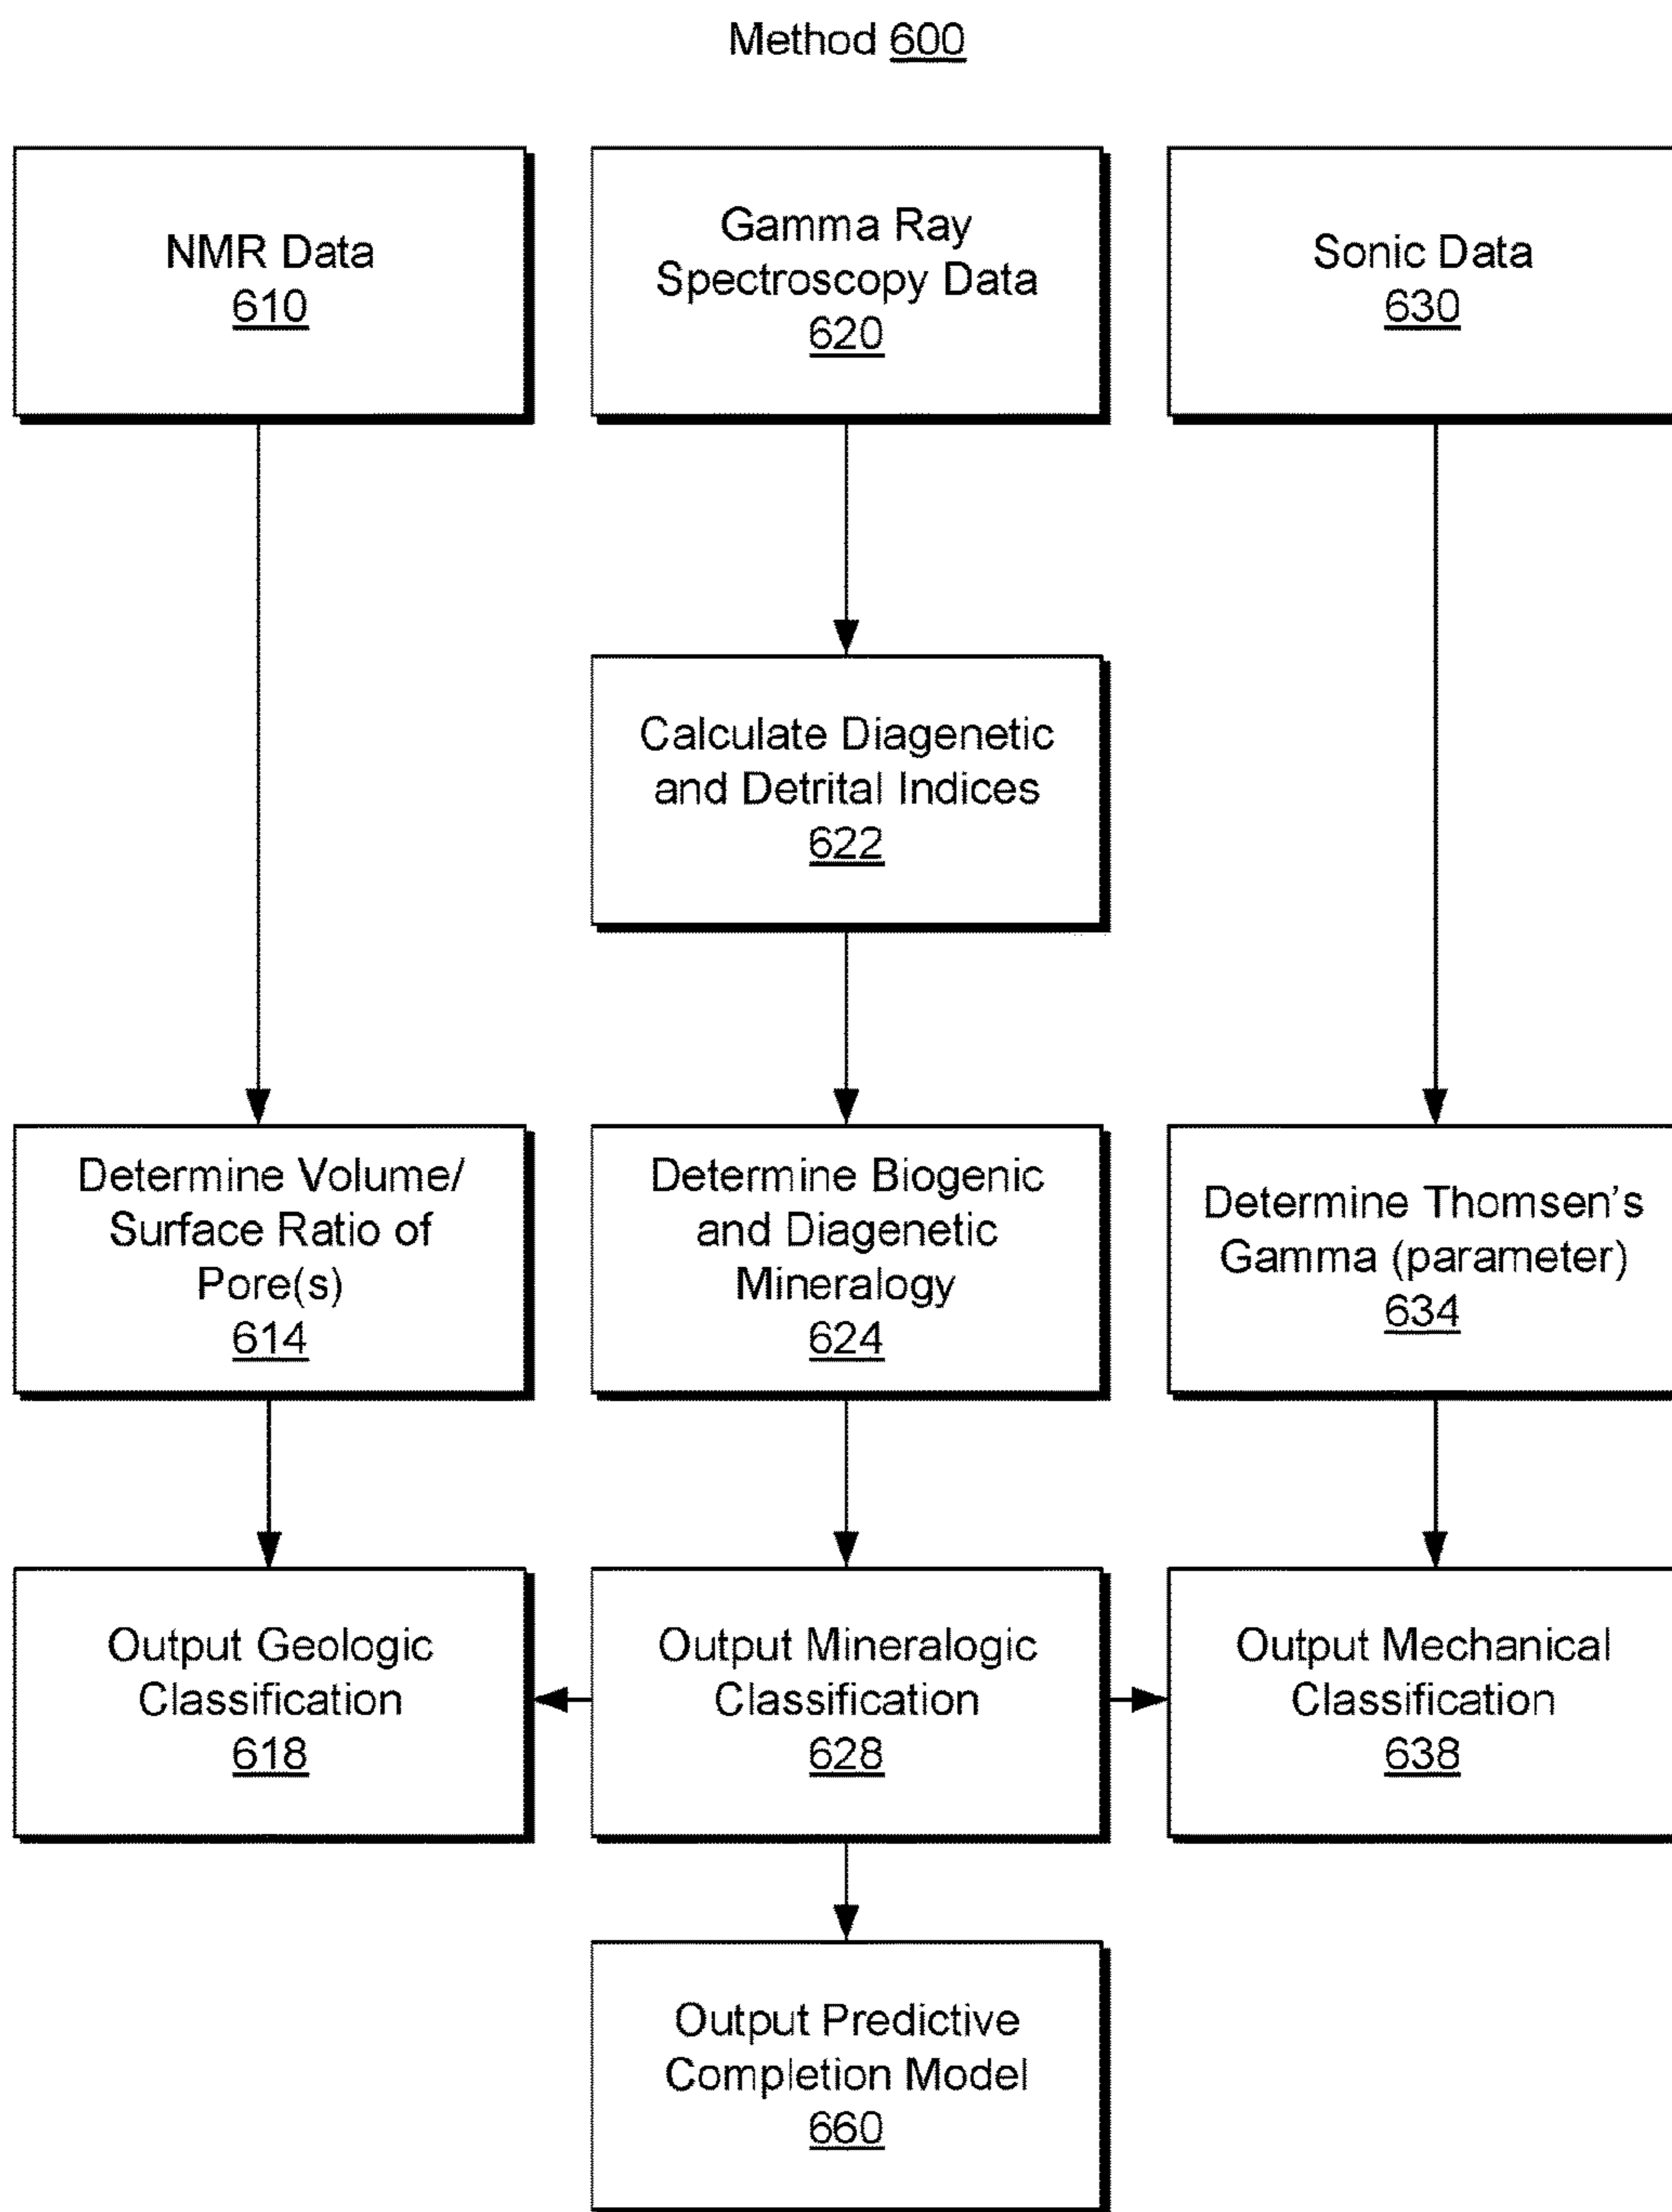 Method 600
NMR Data
610
Gamma Ray
Spectroscopy Data
620
Sonic Data
630
Calculate Diagenetic
and Detrital Indices
622
Determine Volume/
Surface Ratio of
Pore(s)
614
Determine Biogenic
and Diagenetic
Mineralogy
624
Determine Thomsen's
Gamma (parameter)
634
Output Geologic
Classification
618
Output Mineralogic
Classification
628
Output Mechanical
Classification
638
Output Predictive
Completion Model
660